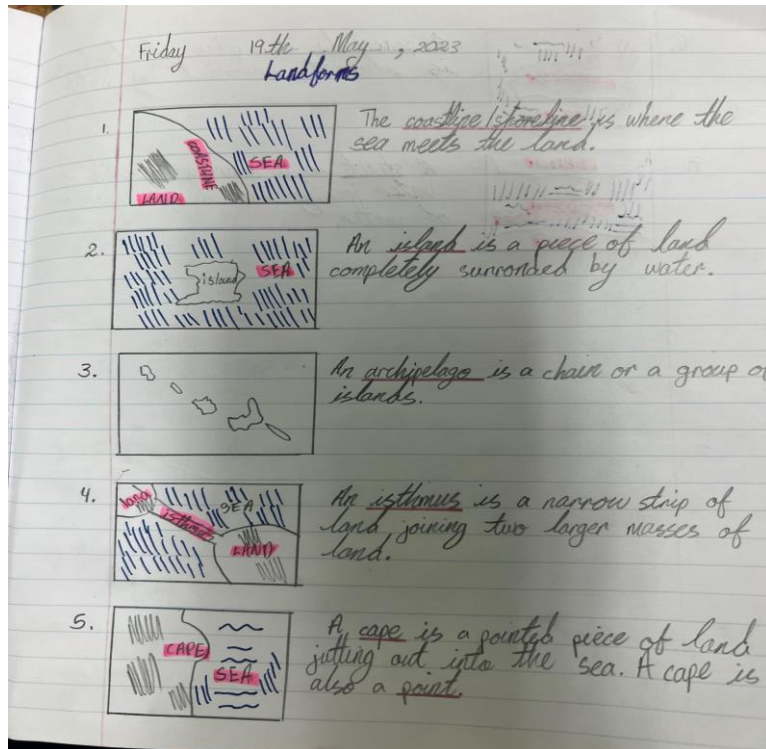 Friday 19th May, 2023
Landforms
1. The coastline/shoreline is where the
sea meets the land.
COASTLINE
SEA
LAND
2. An island is a piece of land
completely surronded by water.
island
SEA
3. An archipelago is a chain or a group of
islands.
4. An isthmus is a narrow strip of
land joining two larger masses of
land.
land
isthmus
SEA
LAND
5. A cape is a pointed piece of land
jutting out into the sea. A cape is
also a point.
CAPE
SEA